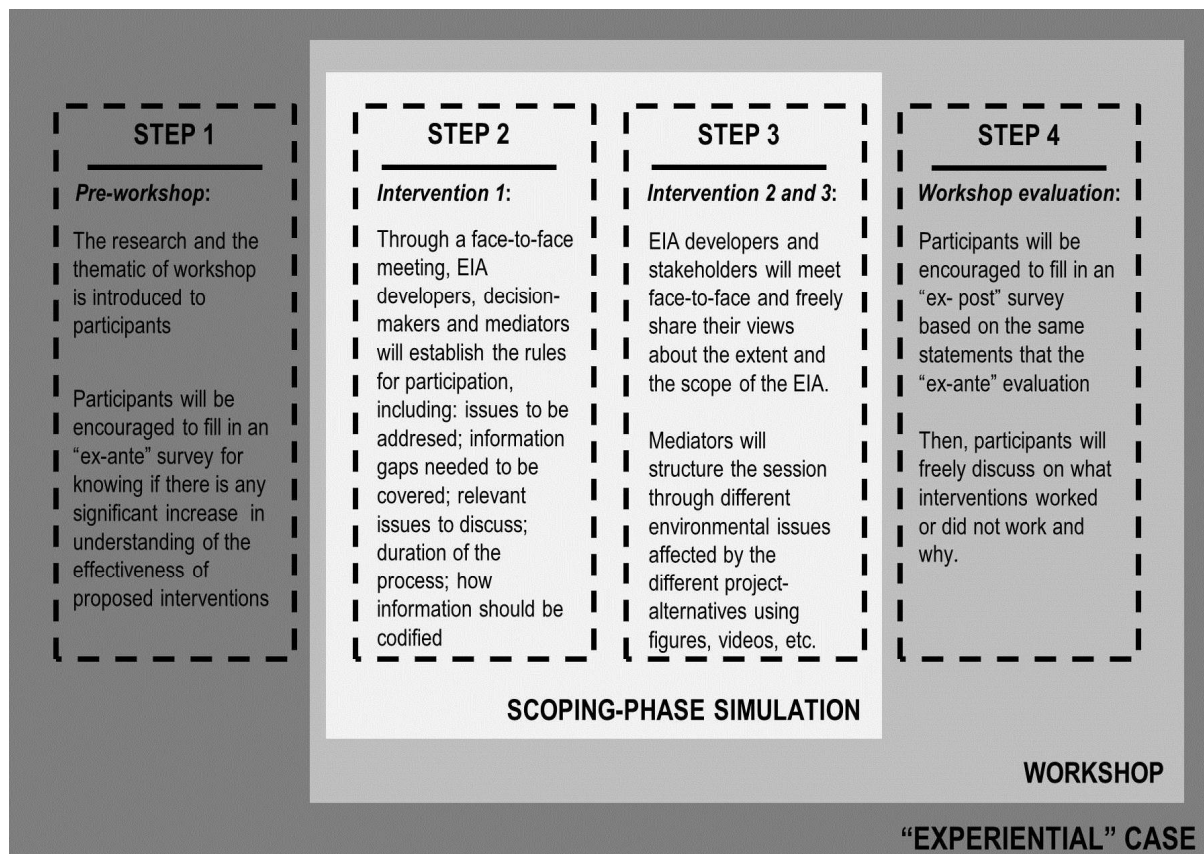 STEP 1
Pre-workshop:
The research and the
thematic of workshop
is introduced to
participants
Participants will be
encouraged to fill in an
“ex-ante” survey for
knowing if there is any
significant increase in
understanding of the
effectiveness of
proposed interventions
STEP 2
Intervention 1:
Through a face-to-face
meeting, EIA
developers, decision-
makers and mediators
will establish the rules
for participation,
including: issues to be
addresed; information
gaps needed to be
covered; relevant
issues to discuss;
duration of the
process; how
information should be
codified
STEP 3
Intervention 2 and 3:
EIA developers and
stakeholders will meet
face-to-face and freely
share their views
about the extent and
the scope of the EIA.
Mediators will
structure the session
through different
environmental issues
affected by the
different project-
alternatives using
figures, videos, etc.
STEP 4
Workshop evaluation:
Participants will be
encouraged to fill in an
“ex- post” survey
based on the same
statements that the
“ex-ante” evaluation
Then, participants will
freely discuss on what
interventions worked
or did not work and
why.
SCOPING-PHASE SIMULATION
WORKSHOP
“EXPERIENTIAL” CASE